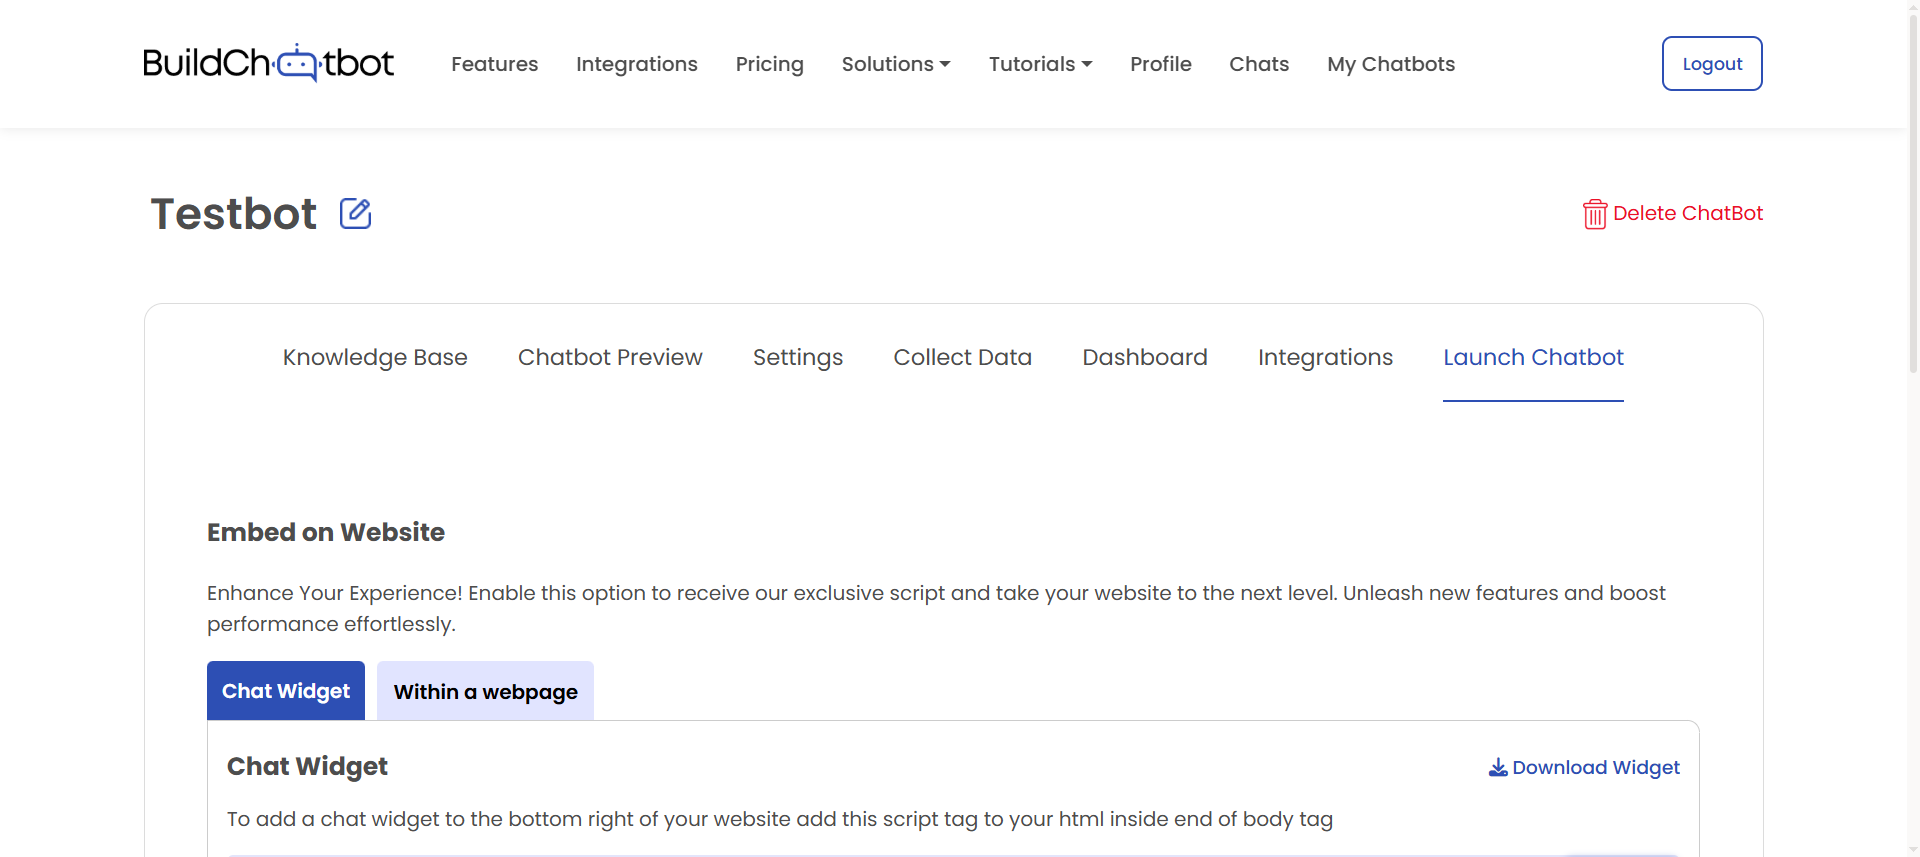 BuildChatbot
Features Integrations Pricing Solutions Tutorials Profile Chats My Chatbots Logout
Testbot
Delete ChatBot
Knowledge Base Chatbot Preview Settings Collect Data Dashboard Integrations Launch Chatbot
Embed on Website
Enhance Your Experience! Enable this option to receive our exclusive script and take your website to the next level. Unleash new features and boost
performance effortlessly.
Chat Widget Within a webpage
Chat Widget
Download Widget
To add a chat widget to the bottom right of your website add this script tag to your html inside end of body tag